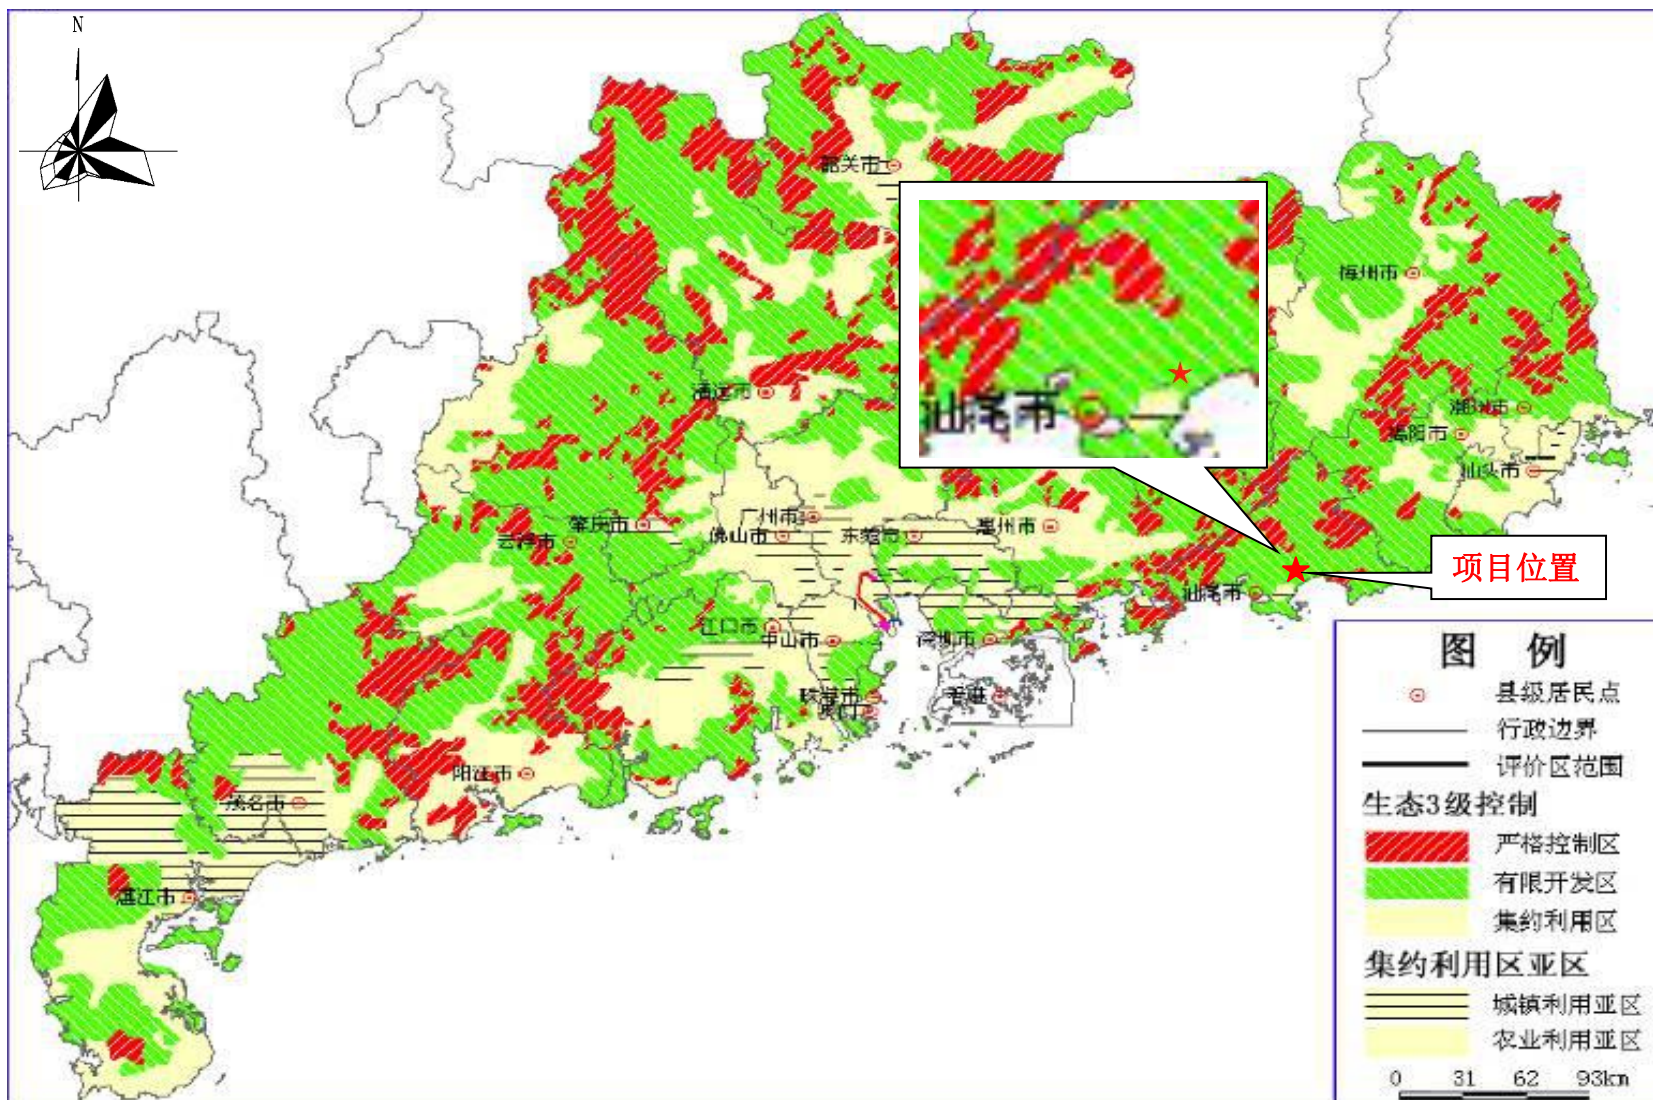 N
韶关市
梅州市
清远市
汕尾市
潮州市
揭阳市
汕头市
肇庆市
广州市
云浮市
佛山市
东莞市
惠州市
项目位置
汕尾市
江门市
中山市
深圳市
珠海市
澳门
香港
阳江市
茂名市
湛江市
图 例
县级居民点
行政边界
评价区范围
生态3级控制
严格控制区
有限开发区
集约利用区
集约利用区亚区
城镇利用亚区
农业利用亚区
0 31 62 93km